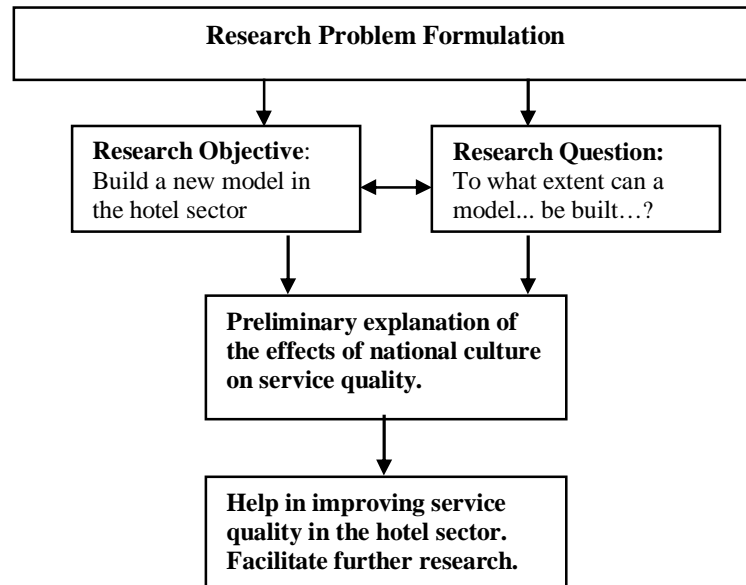 Research Problem Formulation
Research Objective:
Build a new model in
the hotel sector
Research Question:
To what extent can a
model... be built…?
Preliminary explanation of
the effects of national culture
on service quality.
Help in improving service
quality in the hotel sector.
Facilitate further research.